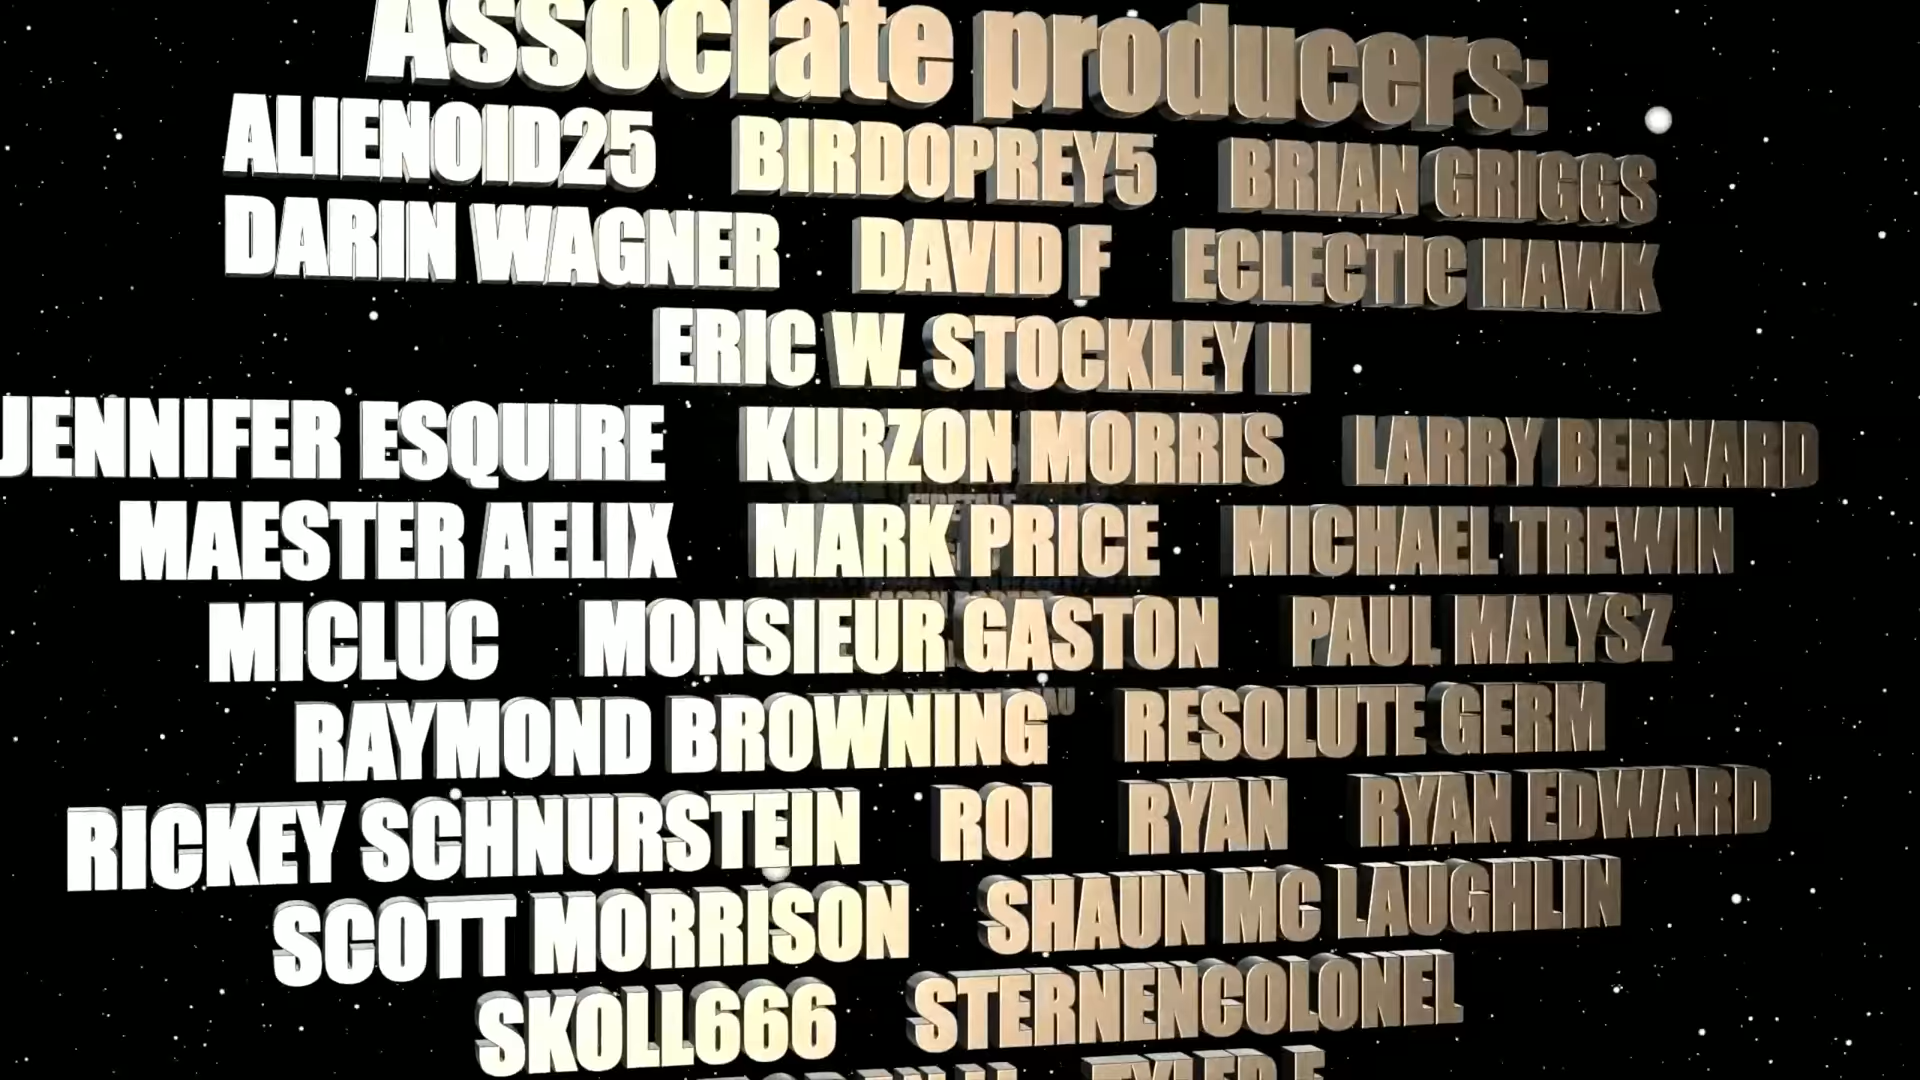 Associate producers:
ALIENOID25 BIRDOPREY5 BRIAN GRIGGS
DARIN WAGNER DAVID F ECLECTIC HAWK
ERIC W. STOCKLEY II
JENNIFER ESQUIRE KURZON MORRIS LARRY BERNARD
MAESTER AELIX MARK PRICE MICHAEL TREWIN
MICLUC MONSIEUR GASTON PAUL MALYSZ
RAYMOND BROWNING RESOLUTE GERM
RICKEY SCHNURSTEIN ROI RYAN RYAN EDWARD
SCOTT MORRISON SHAUN MC LAUGHLIN
SKOLL666 STERNENCOLONEL
TYLER F